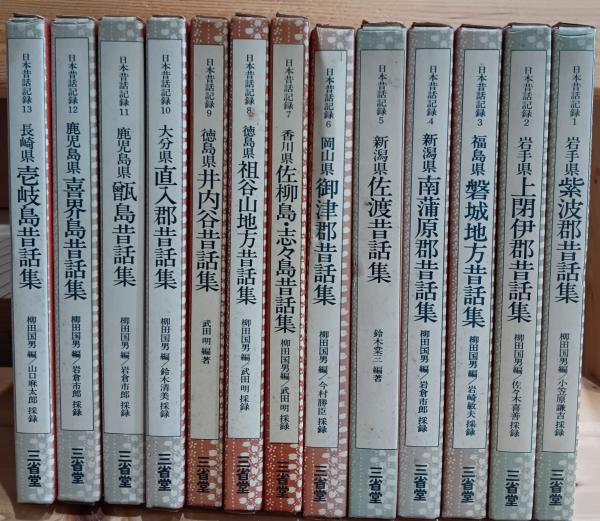 日本昔話記録 13
長崎県 壱岐島昔話集
柳田国男 編/山口麻太郎 採録
三省堂
日本昔話記録 12
鹿児島県 喜界島昔話集
柳田国男 編/岩倉市郎 採録
三省堂
日本昔話記録 11
鹿児島県 甑島昔話集
柳田国男 編/岩倉市郎 採録
三省堂
日本昔話記録 10
大分県 直入郡昔話集
柳田国男 編/鈴木清美 採録
三省堂
日本昔話記録 9
徳島県 井内谷昔話集
武田明 編著
三省堂
日本昔話記録 8
徳島県 祖谷山地方昔話集
柳田国男 編/武田明 採録
三省堂
日本昔話記録 7
香川県 佐柳島・志々島昔話集
柳田国男 編/武田明 採録
三省堂
日本昔話記録 6
岡山県 御津郡昔話集
柳田国男 編/今村勝臣 採録
三省堂
日本昔話記録 5
新潟県 佐渡昔話集
鈴木棠三 編著
三省堂
日本昔話記録 4
新潟県 南蒲原郡昔話集
柳田国男 編/岩倉市郎 採録
三省堂
日本昔話記録 3
福島県 磐城地方昔話集
柳田国男 編/岩崎敏夫 採録
三省堂
日本昔話記録 2
岩手県 上閉伊郡昔話集
柳田国男 編/佐々木喜善 採録
三省堂
日本昔話記録 1
岩手県 紫波郡昔話集
柳田国男 編/小笠原謙吉 採録
三省堂